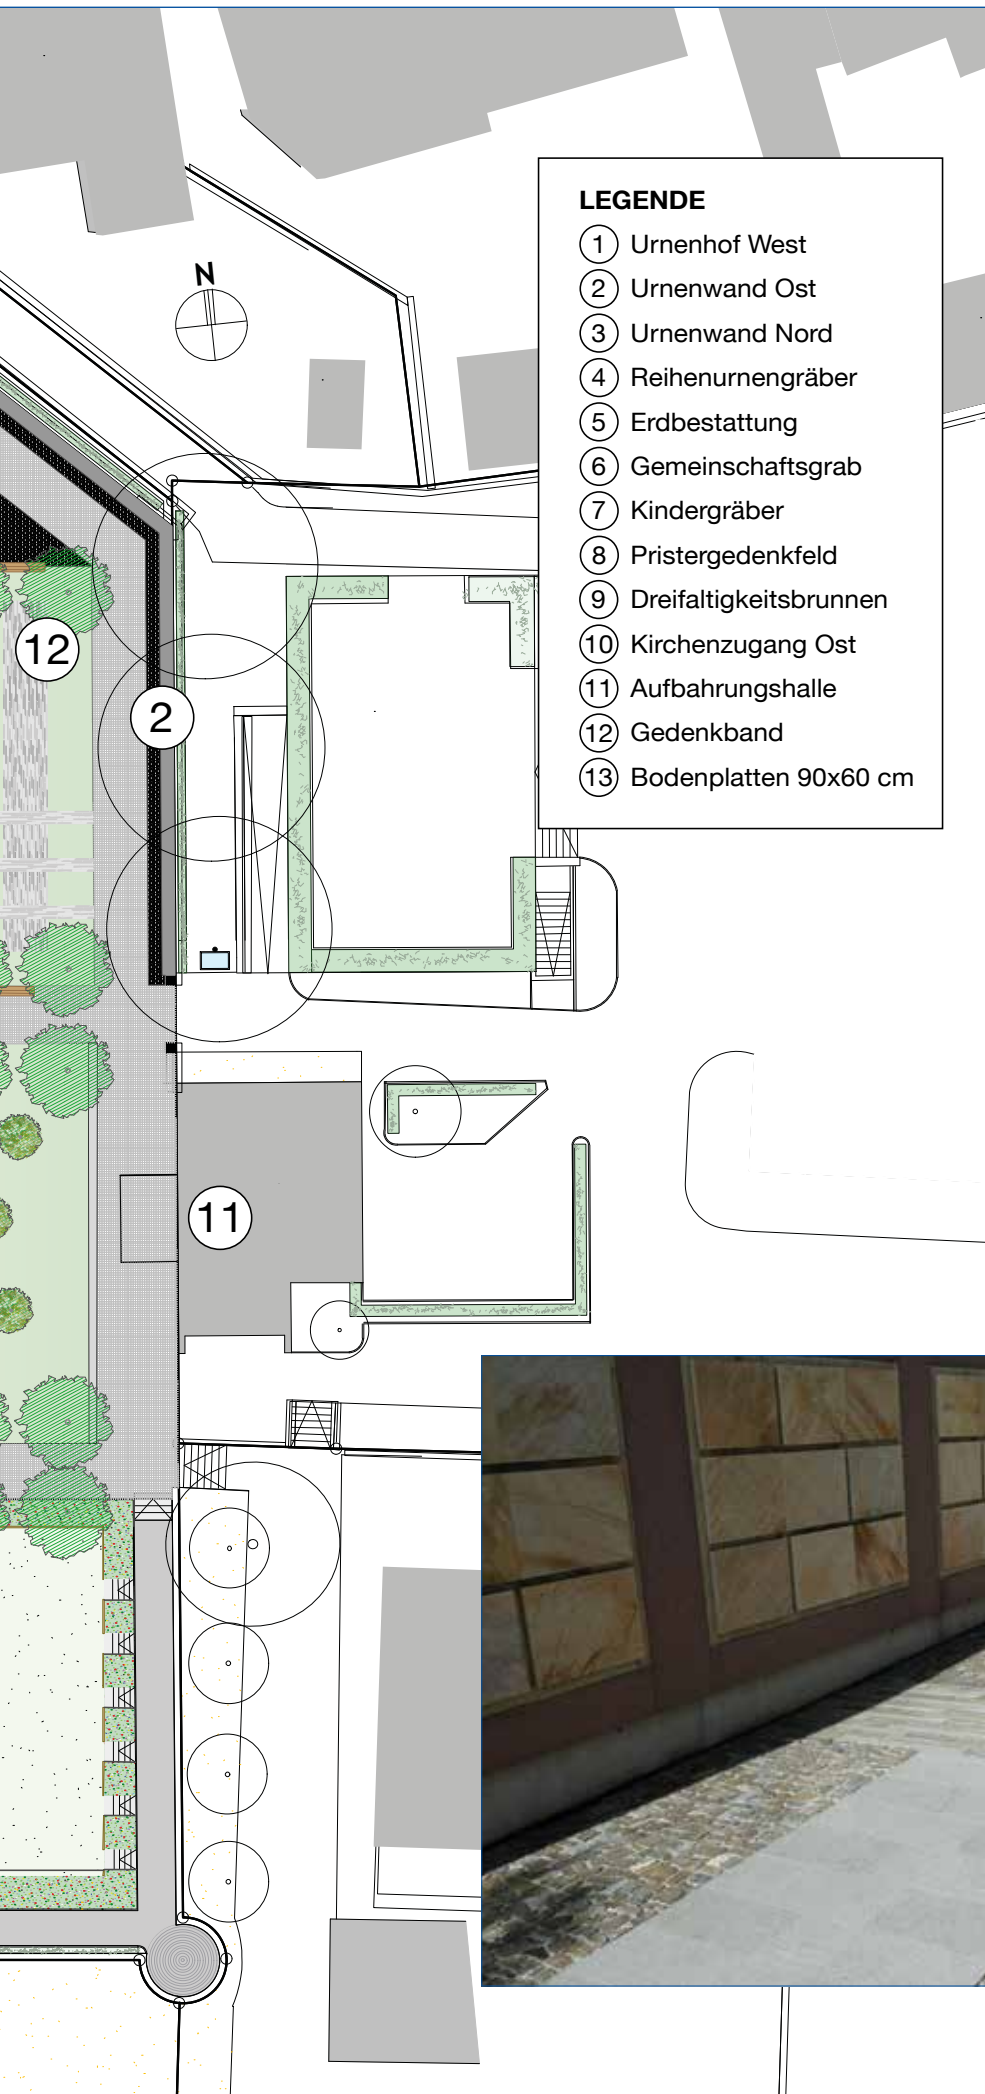 LEGENDE
1 Urnenhof West
2 Urnenwand Ost
3 Urnenwand Nord
4 Reihenurnengräber
5 Erdbestattung
6 Gemeinschaftsgrab
7 Kindergräber
8 Pristergedenkfeld
9 Dreifaltigkeitsbrunnen
10 Kirchenzugang Ost
11 Aufbahrungshalle
12 Gedenkband
13 Bodenplatten 90x60 cm
N
12
2
11